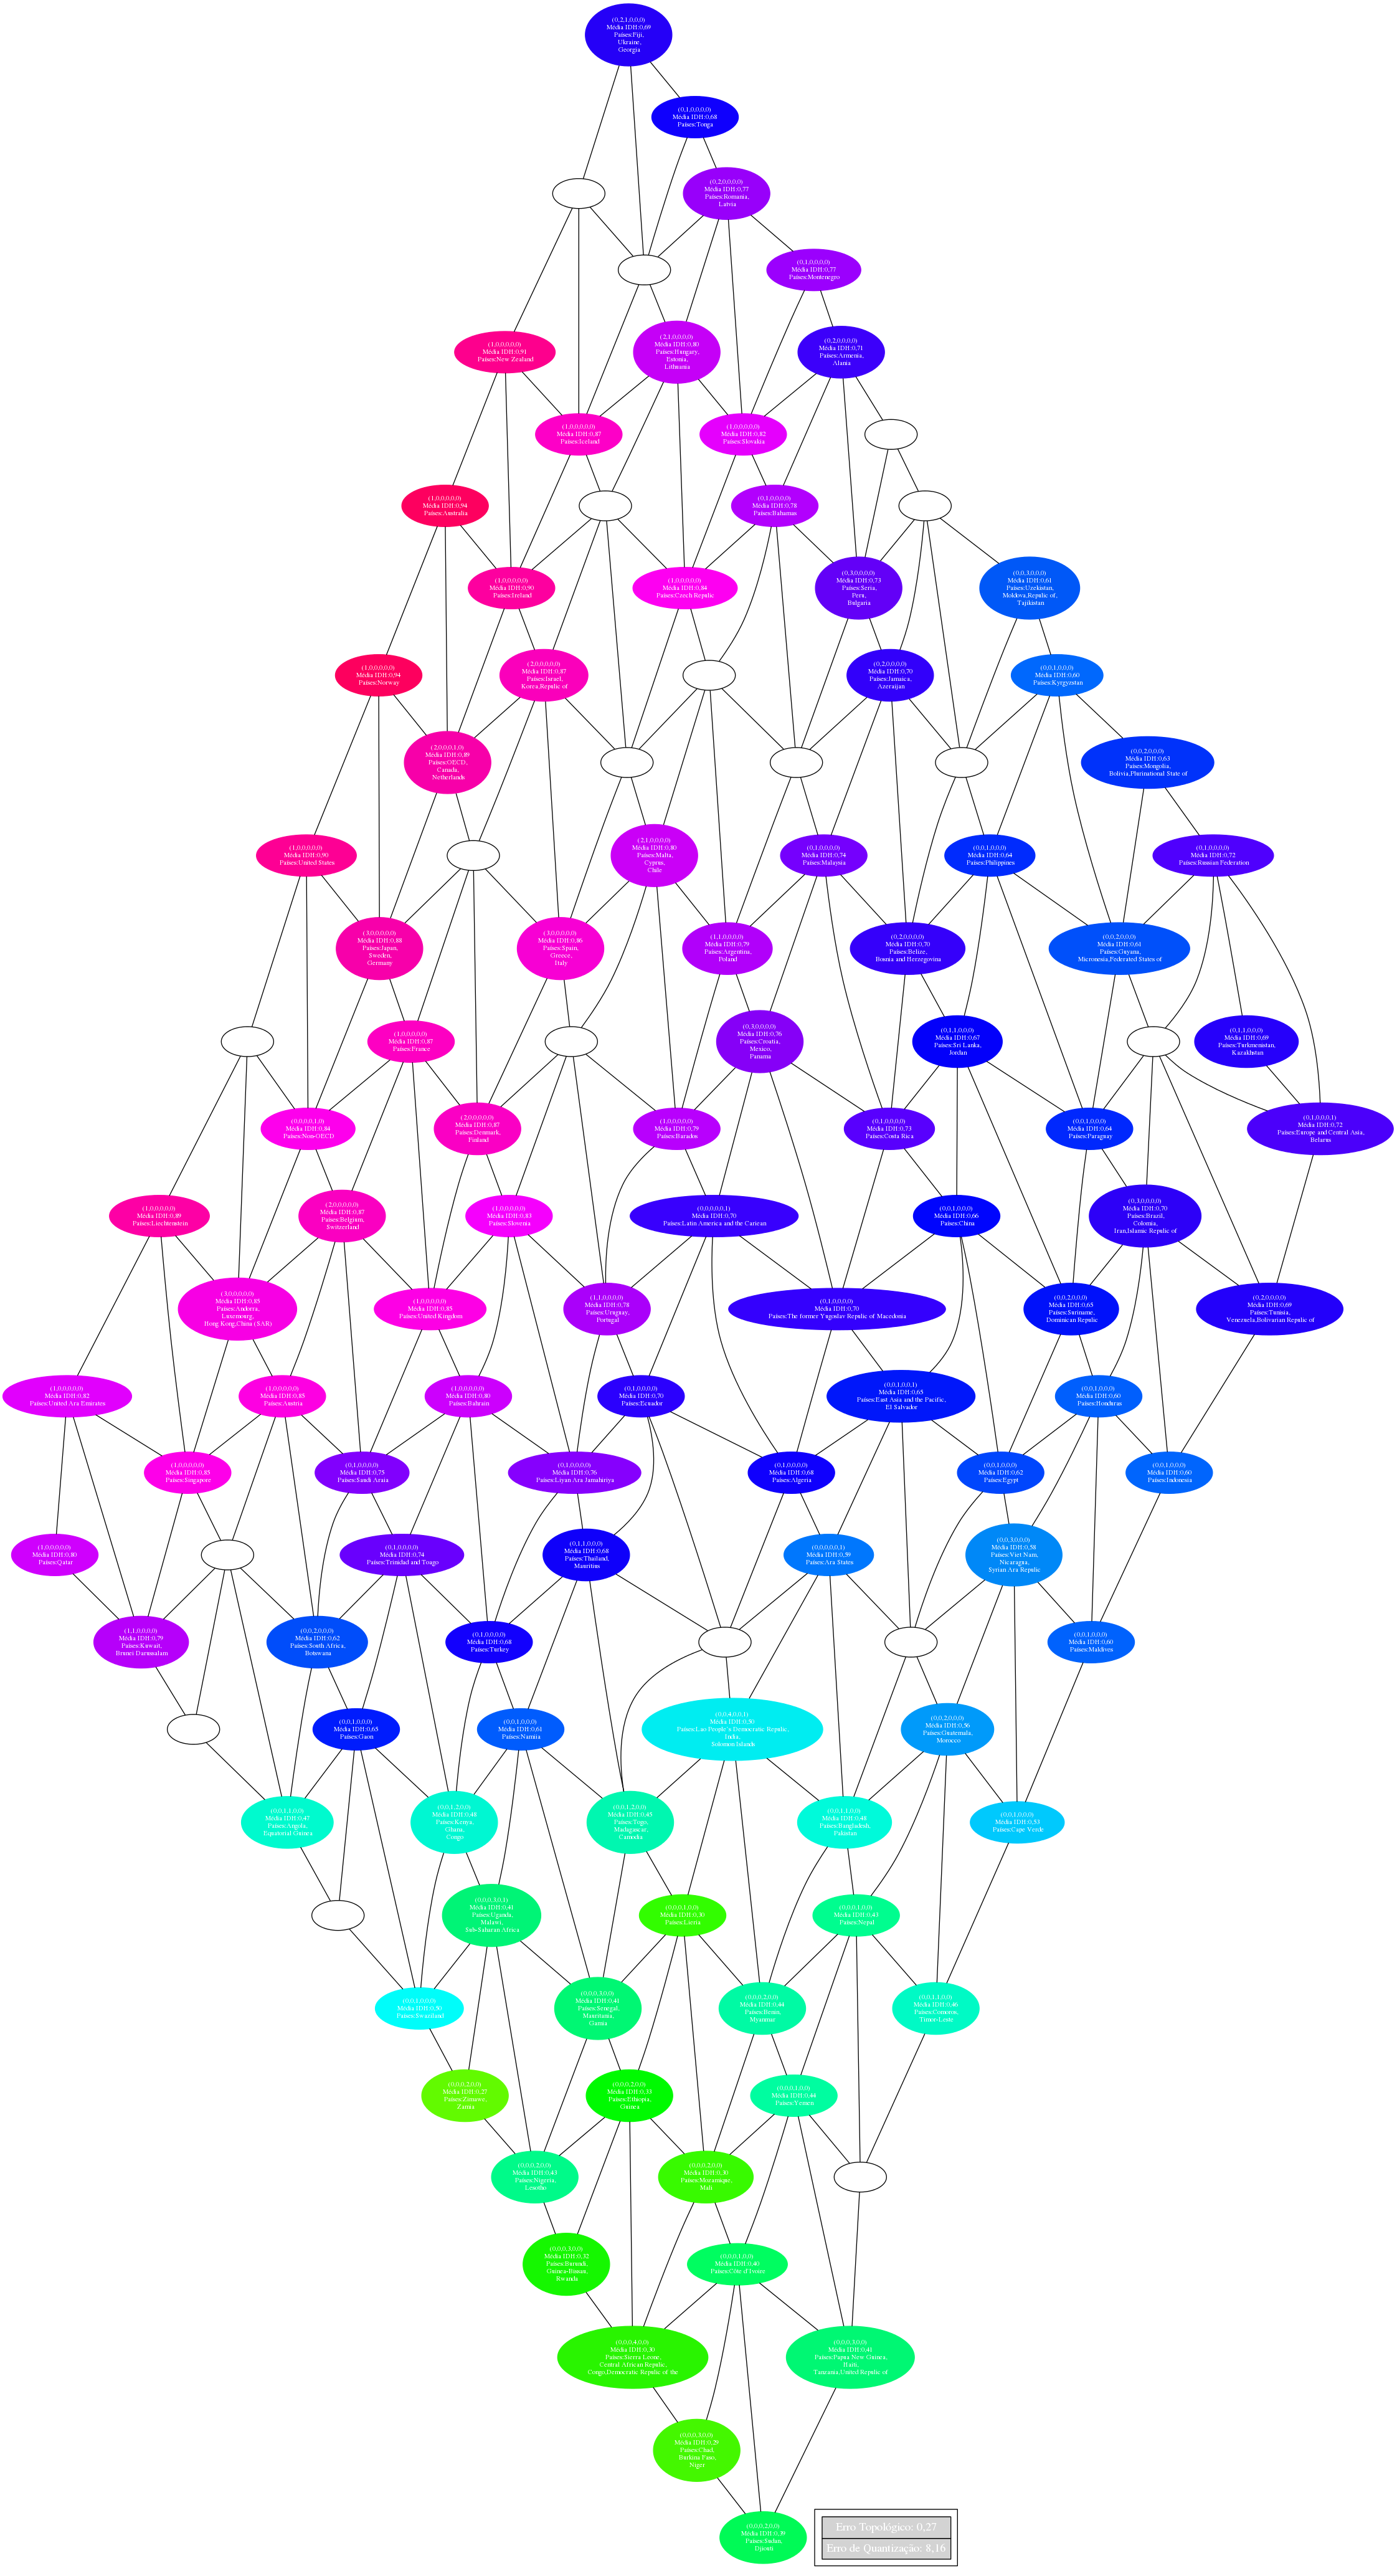 (0,2,1,0,0,0)
Média IDH:0,69
Países:Fiji,
Ukraine,
Georgia
(0,1,0,0,0,0)
Média IDH:0,68
Países:Tonga
(0,2,0,0,0,0)
Média IDH:0,77
Países:Romania,
Latvia
(0,1,0,0,0,0)
Média IDH:0,77
Países:Montenegro
(1,0,0,0,0,0)
Média IDH:0,91
Países:New Zealand
(2,1,0,0,0,0)
Média IDH:0,80
Países:Hungary,
Estonia,
Lithuania
(0,2,0,0,0,0)
Média IDH:0,71
Países:Armenia,
Alania
(1,0,0,0,0,0)
Média IDH:0,87
Países:Iceland
(1,0,0,0,0,0)
Média IDH:0,82
Países:Slovakia
(1,0,0,0,0,0)
Média IDH:0,94
Países:Australia
(0,1,0,0,0,0)
Média IDH:0,78
Países:Bahamas
(1,0,0,0,0,0)
Média IDH:0,90
Países:Ireland
(1,0,0,0,0,0)
Média IDH:0,84
Países:Czech Repulic
(0,3,0,0,0,0)
Média IDH:0,73
Países:Seria,
Peru,
Bulgaria
(0,0,3,0,0,0)
Média IDH:0,61
Países:Uzekistan,
Moldova,Repulic of,
Tajikistan
(1,0,0,0,0,0)
Média IDH:0,94
Países:Norway
(2,0,0,0,0,0)
Média IDH:0,87
Países:Israel,
Korea,Repulic of
(0,2,0,0,0,0)
Média IDH:0,70
Países:Jamaica,
Azeraijan
(0,0,1,0,0,0)
Média IDH:0,60
Países:Kyrgyzstan
(2,0,0,0,1,0)
Média IDH:0,89
Países:OECD,
Canada,
Netherlands
(0,0,2,0,0,0)
Média IDH:0,63
Países:Mongolia,
Bolivia,Plurinational State of
(1,0,0,0,0,0)
Média IDH:0,90
Países:United States
(2,1,0,0,0,0)
Média IDH:0,80
Países:Malta,
Cyprus,
Chile
(0,1,0,0,0,0)
Média IDH:0,74
Países:Malaysia
(0,0,1,0,0,0)
Média IDH:0,64
Países:Philippines
(0,1,0,0,0,0)
Média IDH:0,72
Países:Russian Federation
(3,0,0,0,0,0)
Média IDH:0,88
Países:Japan,
Sweden,
Germany
(3,0,0,0,0,0)
Média IDH:0,86
Países:Spain,
Greece,
Italy
(1,1,0,0,0,0)
Média IDH:0,79
Países:Argentina,
Poland
(0,2,0,0,0,0)
Média IDH:0,70
Países:Belize,
Bosnia and Herzegovina
(0,0,2,0,0,0)
Média IDH:0,61
Países:Guyana,
Micronesia,Federated States of
(1,0,0,0,0,0)
Média IDH:0,87
Países:France
(0,3,0,0,0,0)
Média IDH:0,76
Países:Croatia,
Mexico,
Panama
(0,1,1,0,0,0)
Média IDH:0,67
Países:Sri Lanka,
Jordan
(0,1,1,0,0,0)
Média IDH:0,69
Países:Turkmenistan,
Kazakhstan
(0,0,0,0,1,0)
Média IDH:0,84
Países:Non-OECD
(2,0,0,0,0,0)
Média IDH:0,87
Países:Denmark,
Finland
(1,0,0,0,0,0)
Média IDH:0,79
Países:Barados
(0,1,0,0,0,0)
Média IDH:0,73
Países:Costa Rica
(0,0,1,0,0,0)
Média IDH:0,64
Países:Paraguay
(0,1,0,0,0,1)
Média IDH:0,72
Países:Europe and Central Asia,
Belarus
(1,0,0,0,0,0)
Média IDH:0,89
Países:Liechtenstein
(2,0,0,0,0,0)
Média IDH:0,87
Países:Belgium,
Switzerland
(1,0,0,0,0,0)
Média IDH:0,83
Países:Slovenia
(0,0,0,0,0,1)
Média IDH:0,70
Países:Latin America and the Cariean
(0,0,1,0,0,0)
Média IDH:0,66
Países:China
(0,3,0,0,0,0)
Média IDH:0,70
Países:Brazil,
Colomia,
Iran,Islamic Repulic of
(3,0,0,0,0,0)
Média IDH:0,85
Países:Andorra,
Luxemourg,
Hong Kong,China (SAR)
(1,0,0,0,0,0)
Média IDH:0,85
Países:United Kingdom
(1,1,0,0,0,0)
Média IDH:0,78
Países:Uruguay,
Portugal
(0,1,0,0,0,0)
Média IDH:0,70
Países:The former Yugoslav Repulic of Macedonia
(0,0,2,0,0,0)
Média IDH:0,65
Países:Suriname,
Dominican Repulic
(0,2,0,0,0,0)
Média IDH:0,69
Países:Tunisia,
Venezuela,Bolivarian Repulic of
(1,0,0,0,0,0)
Média IDH:0,82
Países:United Ara Emirates
(1,0,0,0,0,0)
Média IDH:0,85
Países:Austria
(1,0,0,0,0,0)
Média IDH:0,80
Países:Bahrain
(0,1,0,0,0,0)
Média IDH:0,70
Países:Ecuador
(0,0,1,0,0,1)
Média IDH:0,65
Países:East Asia and the Pacific,
El Salvador
(0,0,1,0,0,0)
Média IDH:0,60
Países:Honduras
(1,0,0,0,0,0)
Média IDH:0,85
Países:Singapore
(0,1,0,0,0,0)
Média IDH:0,75
Países:Saudi Araia
(0,1,0,0,0,0)
Média IDH:0,76
Países:Liyan Ara Jamahiriya
(0,1,0,0,0,0)
Média IDH:0,68
Países:Algeria
(0,0,1,0,0,0)
Média IDH:0,62
Países:Egypt
(0,0,1,0,0,0)
Média IDH:0,60
Países:Indonesia
(1,0,0,0,0,0)
Média IDH:0,80
Países:Qatar
(0,1,0,0,0,0)
Média IDH:0,74
Países:Trinidad and Toago
(0,1,1,0,0,0)
Média IDH:0,68
Países:Thailand,
Mauritius
(0,0,0,0,0,1)
Média IDH:0,59
Países:Ara States
(0,0,3,0,0,0)
Média IDH:0,58
Países:Viet Nam,
Nicaragua,
Syrian Ara Repulic
(1,1,0,0,0,0)
Média IDH:0,79
Países:Kuwait,
Brunei Darussalam
(0,0,2,0,0,0)
Média IDH:0,62
Países:South Africa,
Botswana
(0,1,0,0,0,0)
Média IDH:0,68
Países:Turkey
(0,0,1,0,0,0)
Média IDH:0,60
Países:Maldives
(0,0,1,0,0,0)
Média IDH:0,65
Países:Gaon
(0,0,1,0,0,0)
Média IDH:0,61
Países:Namiia
(0,0,4,0,0,1)
Média IDH:0,50
Países:Lao People's Democratic Repulic,
India,
Solomon Islands
(0,0,2,0,0,0)
Média IDH:0,56
Países:Guatemala,
Morocco
(0,0,1,1,0,0)
Média IDH:0,47
Países:Angola,
Equatorial Guinea
(0,0,1,2,0,0)
Média IDH:0,48
Países:Kenya,
Ghana,
Congo
(0,0,1,2,0,0)
Média IDH:0,45
Países:Togo,
Madagascar,
Camodia
(0,0,1,1,0,0)
Média IDH:0,48
Países:Bangladesh,
Pakistan
(0,0,1,0,0,0)
Média IDH:0,53
Países:Cape Verde
(0,0,0,3,0,1)
Média IDH:0,41
Países:Uganda,
Malawi,
Sub-Saharan Africa
(0,0,0,1,0,0)
Média IDH:0,30
Países:Lieria
(0,0,0,1,0,0)
Média IDH:0,43
Países:Nepal
(0,0,1,0,0,0)
Média IDH:0,50
Países:Swaziland
(0,0,0,3,0,0)
Média IDH:0,41
Países:Senegal,
Mauritania,
Gamia
(0,0,0,2,0,0)
Média IDH:0,44
Países:Benin,
Myanmar
(0,0,1,1,0,0)
Média IDH:0,46
Países:Comoros,
Timor-Leste
(0,0,0,2,0,0)
Média IDH:0,27
Países:Zimawe,
Zamia
(0,0,0,2,0,0)
Média IDH:0,33
Países:Ethiopia,
Guinea
(0,0,0,1,0,0)
Média IDH:0,44
Países:Yemen
(0,0,0,2,0,0)
Média IDH:0,43
Países:Nigeria,
Lesotho
(0,0,0,2,0,0)
Média IDH:0,30
Países:Mozamique,
Mali
(0,0,0,3,0,0)
Média IDH:0,32
Países:Burundi,
Guinea-Bissau,
Rwanda
(0,0,0,1,0,0)
Média IDH:0,40
Países:Côte d'Ivoire
(0,0,0,4,0,0)
Média IDH:0,30
Países:Sierra Leone,
Central African Repulic,
Congo,Democratic Repulic of the
(0,0,0,3,0,0)
Média IDH:0,41
Países:Papua New Guinea,
Haiti,
Tanzania,United Repulic of
(0,0,0,3,0,0)
Média IDH:0,29
Países:Chad,
Burkina Faso,
Niger
(0,0,0,2,0,0)
Média IDH:0,39
Países:Sudan,
Djiouti
Erro Topológico: 0,27
Erro de Quantização: 8,16